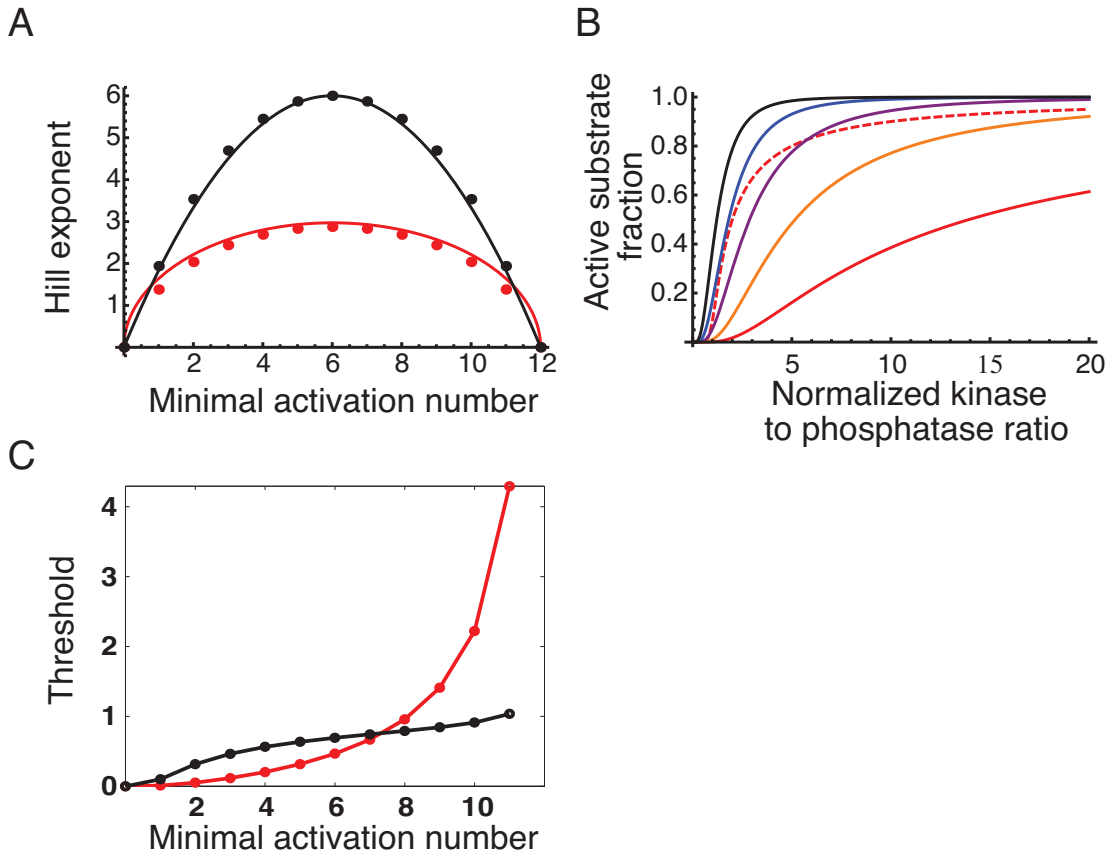 A
Hill exponent
6
5
4
3
2
1
2
4
6
8
10
12
Minimal activation number
B
Active substrate
fraction
1.0
0.8
0.6
0.4
0.2
5
10
15
20
Normalized kinase
to phosphatase ratio
C
Threshold
4
3
2
1
0
2
4
6
8
10
Minimal activation number